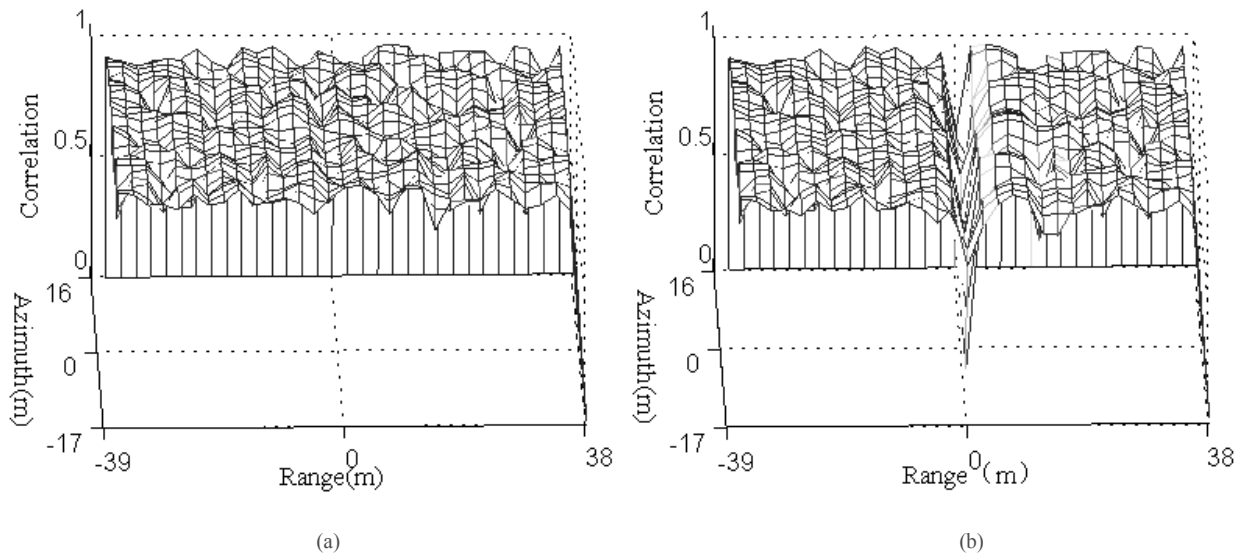 1
Correlation
0.5
0
16
Azimuth(m)
0
-17
-39
0
38
Range(m)
(a)
1
Correlation
0.5
0
16
Azimuth(m)
0
-17
-39
0
38
Range (m)
(b)